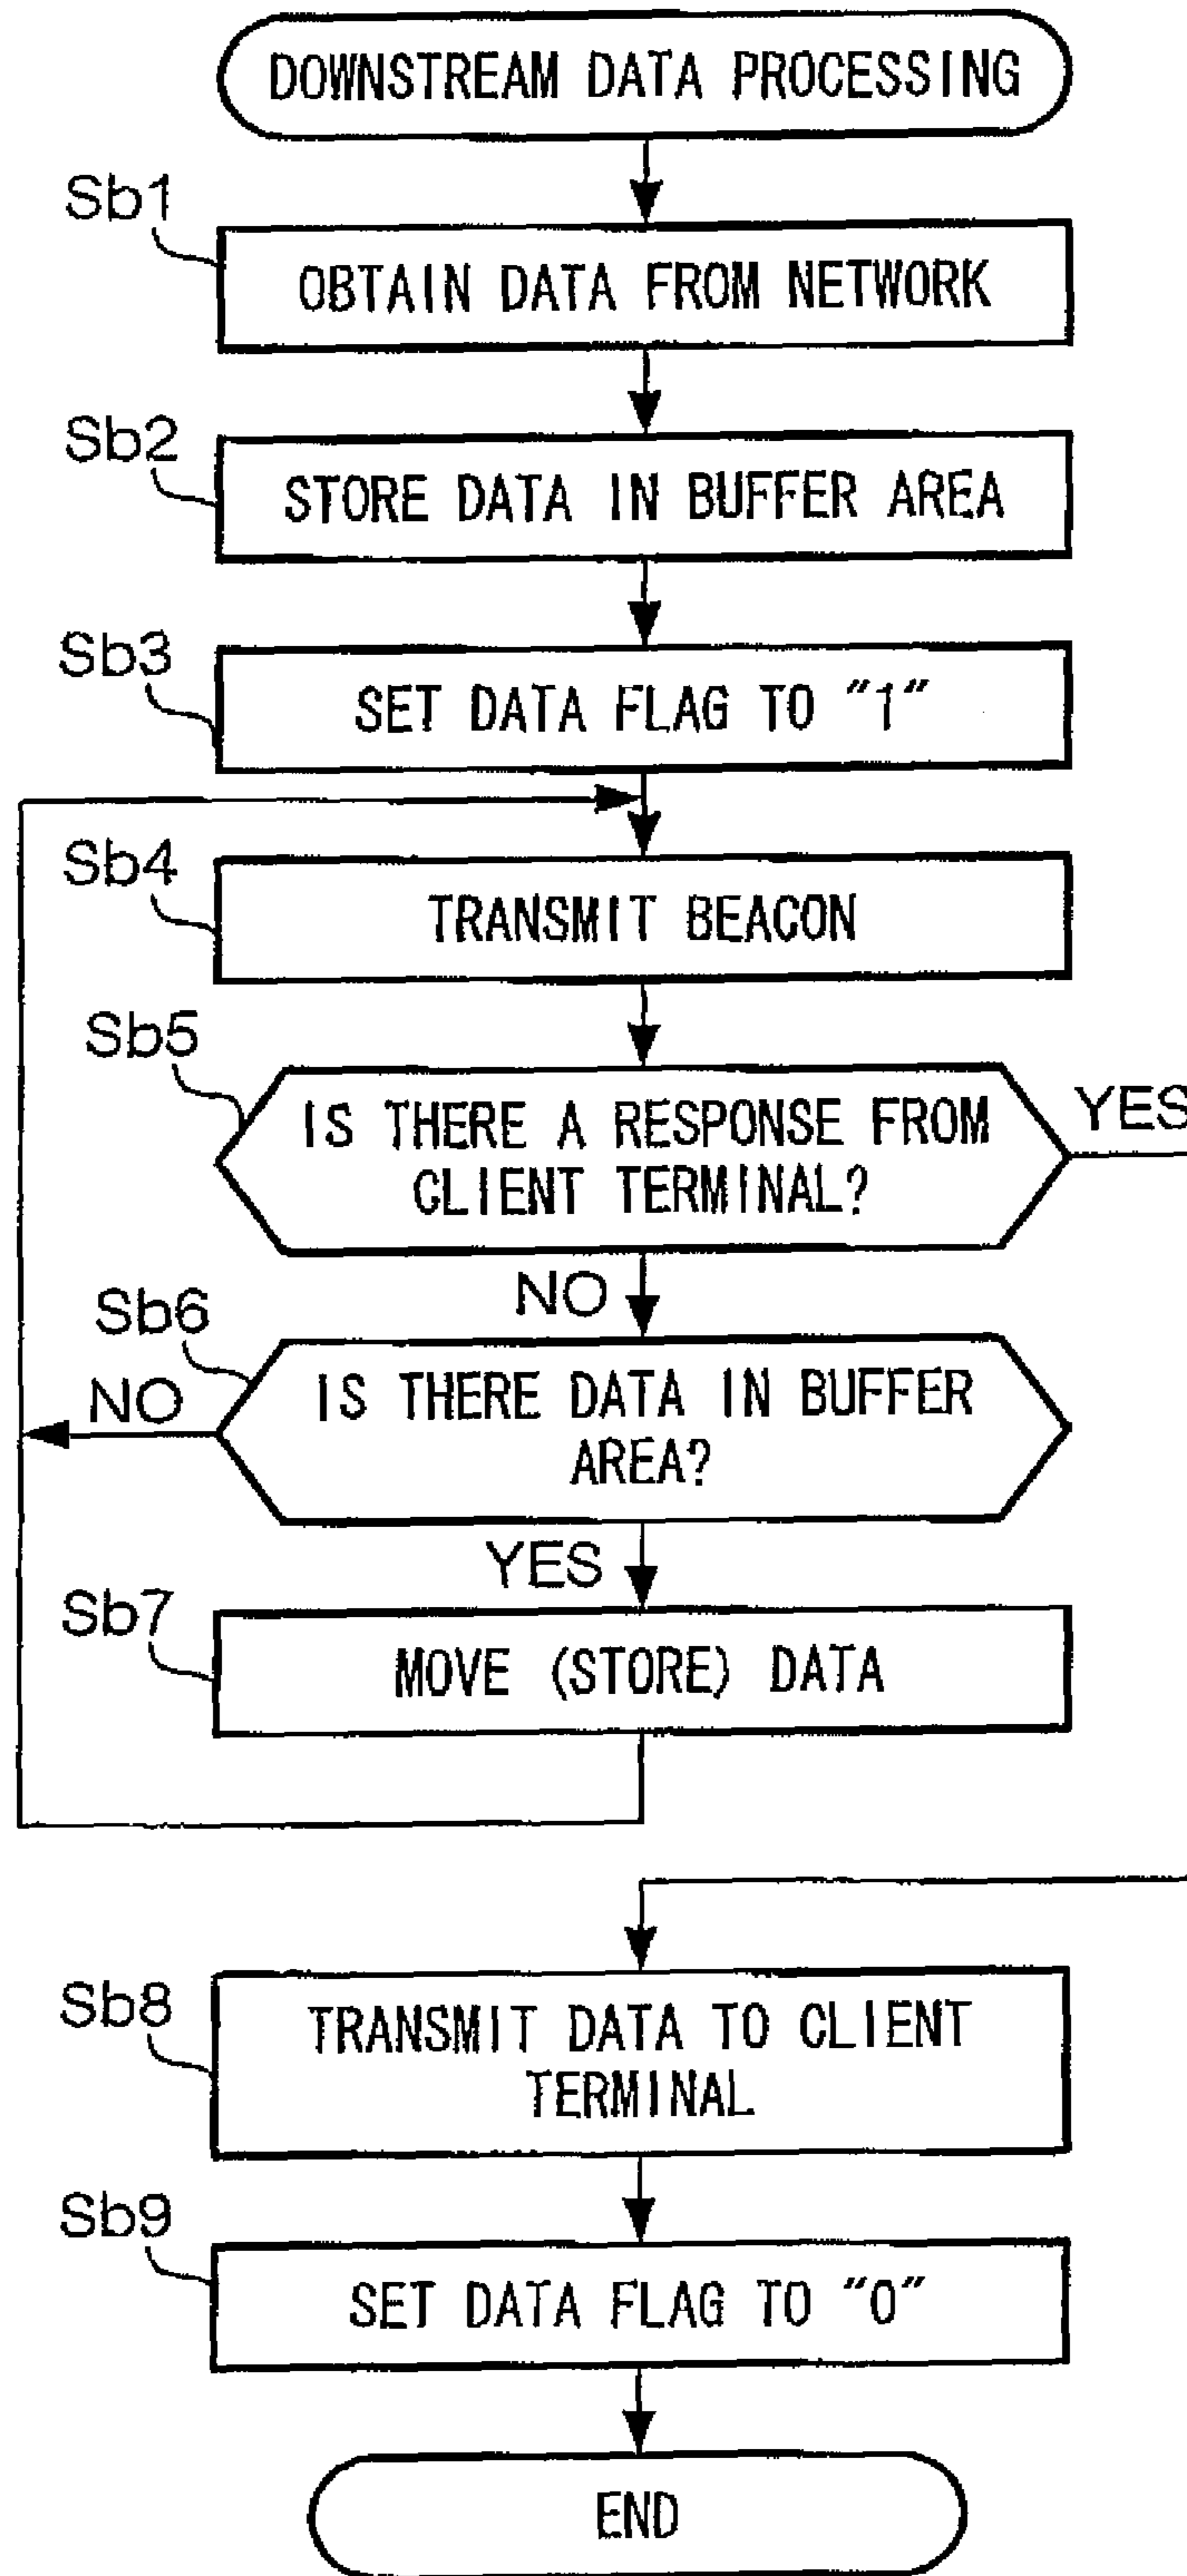 DOWNSTREAM DATA PROCESSING
Sb1
OBTAIN DATA FROM NETWORK
Sb2
STORE DATA IN BUFFER AREA
Sb3
SET DATA FLAG TO "1"
Sb4
TRANSMIT BEACON
Sb5
IS THERE A RESPONSE FROM
CLIENT TERMINAL?
YES
NO
Sb6
IS THERE DATA IN BUFFER
AREA?
NO
YES
Sb7
MOVE (STORE) DATA
Sb8
TRANSMIT DATA TO CLIENT
TERMINAL
Sb9
SET DATA FLAG TO "0"
END